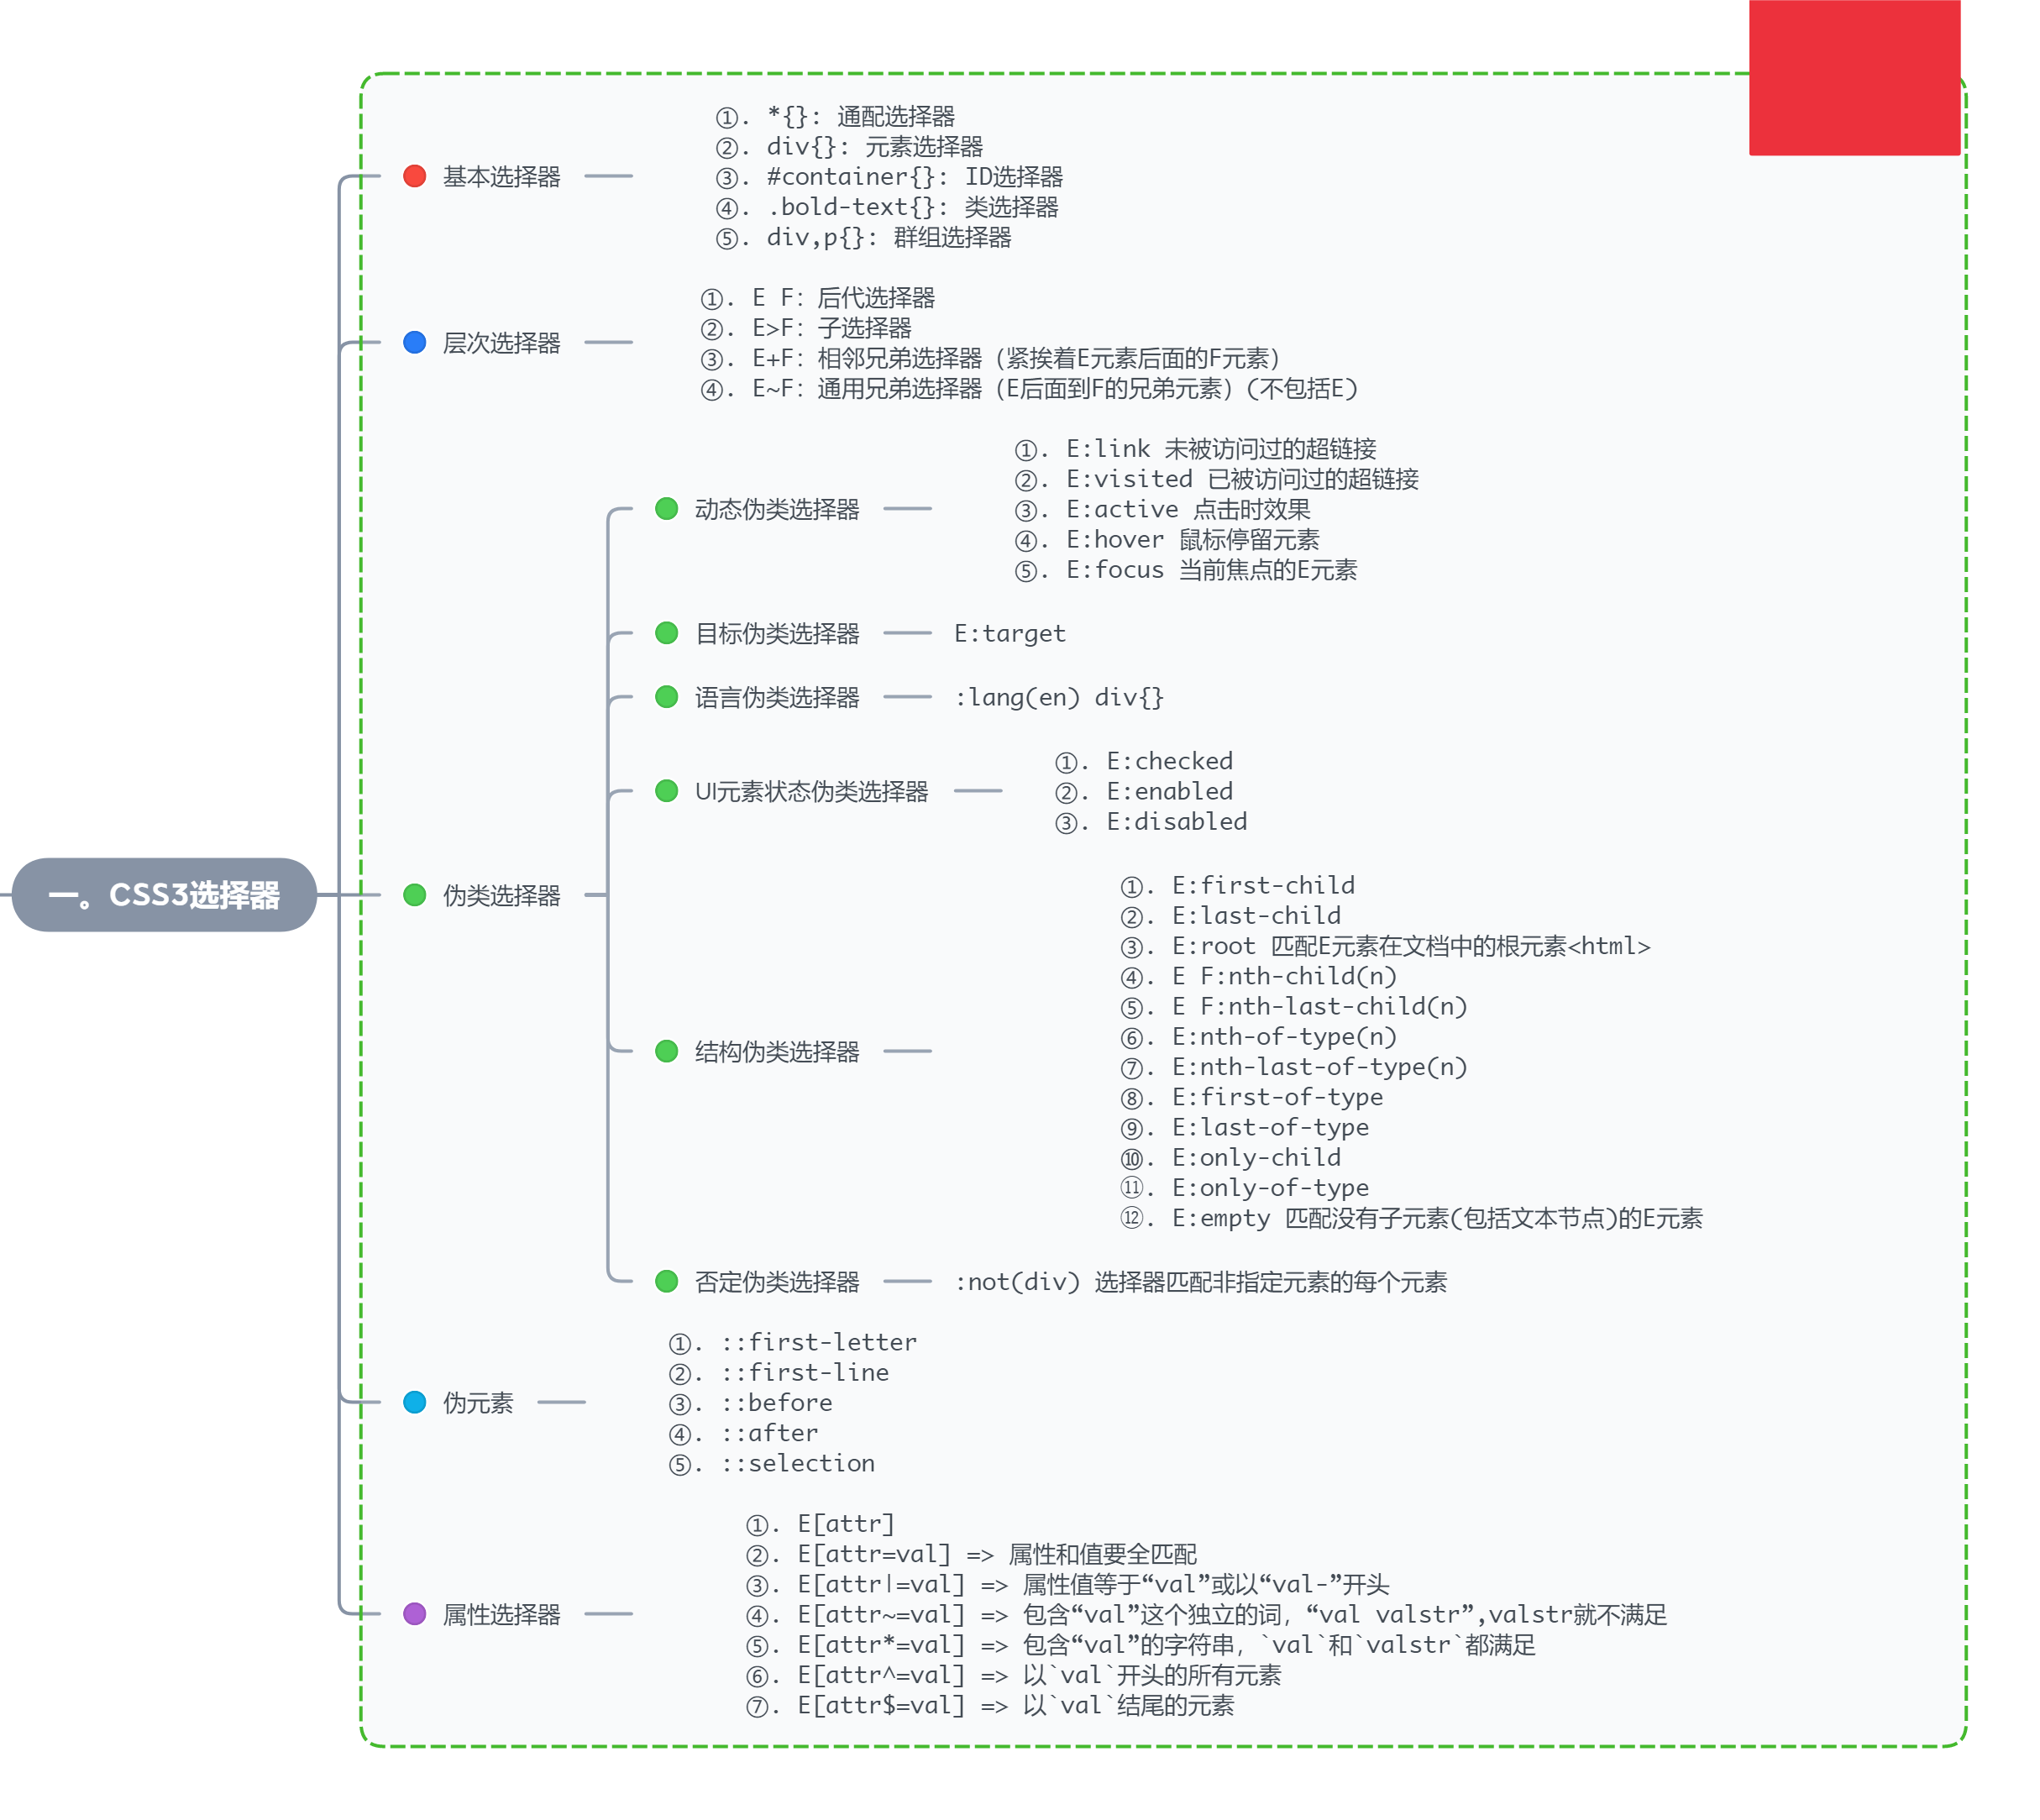 一。CSS3选择器
基本选择器
①. *{}: 通配选择器
②. div{}: 元素选择器
③. #container{}: ID选择器
④. .bold-text{}: 类选择器
⑤. div,p{}: 群组选择器
层次选择器
①. E F：后代选择器
②. E>F：子选择器
③. E+F：相邻兄弟选择器（紧挨着E元素后面的F元素）
④. E~F：通用兄弟选择器（E后面到F的兄弟元素）(不包括E)
伪类选择器
动态伪类选择器
①. E:link 未被访问过的超链接
②. E:visited 已被访问过的超链接
③. E:active 点击时效果
④. E:hover 鼠标停留元素
⑤. E:focus 当前焦点的E元素
目标伪类选择器
E:target
语言伪类选择器
:lang(en) div{}
UI元素状态伪类选择器
①. E:checked
②. E:enabled
③. E:disabled
结构伪类选择器
①. E:first-child
②. E:last-child
③. E:root 匹配E元素在文档中的根元素<html>
④. E F:nth-child(n)
⑤. E F:nth-last-child(n)
⑥. E:nth-of-type(n)
⑦. E:nth-last-of-type(n)
⑧. E:first-of-type
⑨. E:last-of-type
⑩. E:only-child
⑪. E:only-of-type
⑫. E:empty 匹配没有子元素(包括文本节点)的E元素
否定伪类选择器
:not(div) 选择器匹配非指定元素的每个元素
伪元素
①. ::first-letter
②. ::first-line
③. ::before
④. ::after
⑤. ::selection
属性选择器
①. E[attr]
②. E[attr=val] => 属性和值要全匹配
③. E[attr|=val] => 属性值等于“val”或以“val-”开头
④. E[attr~=val] => 包含“val”这个独立的词，“val valstr”,valstr就不满足
⑤. E[attr*=val] => 包含“val”的字符串，`val`和`valstr`都满足
⑥. E[attr^=val] => 以`val`开头的所有元素
⑦. E[attr$=val] => 以`val`结尾的元素